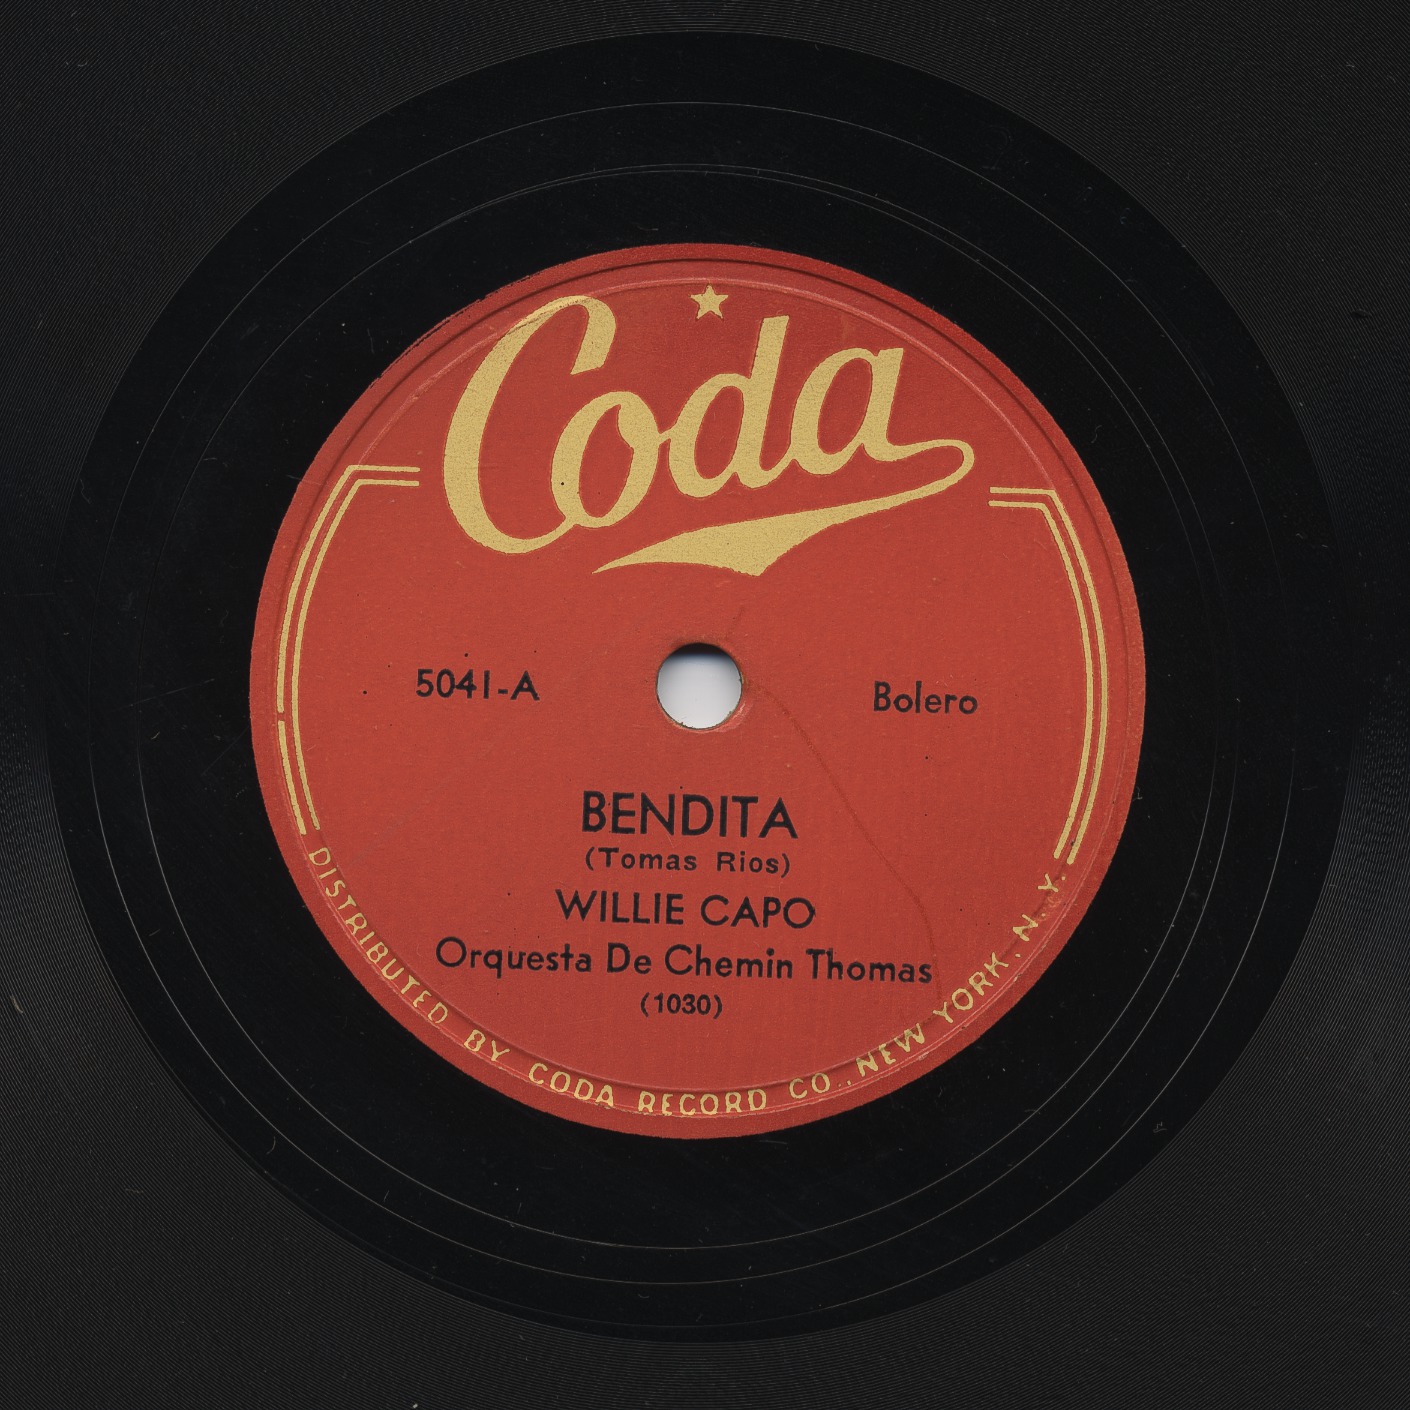 Coda
5041-A
Bolero
BENDITA
(Tomas Rios)
WILLIE CAPO
Orquesta De Chemin Thomas
(1030)
DISTRIBUTED BY CODA RECORD CO., NEW YORK, N. Y.